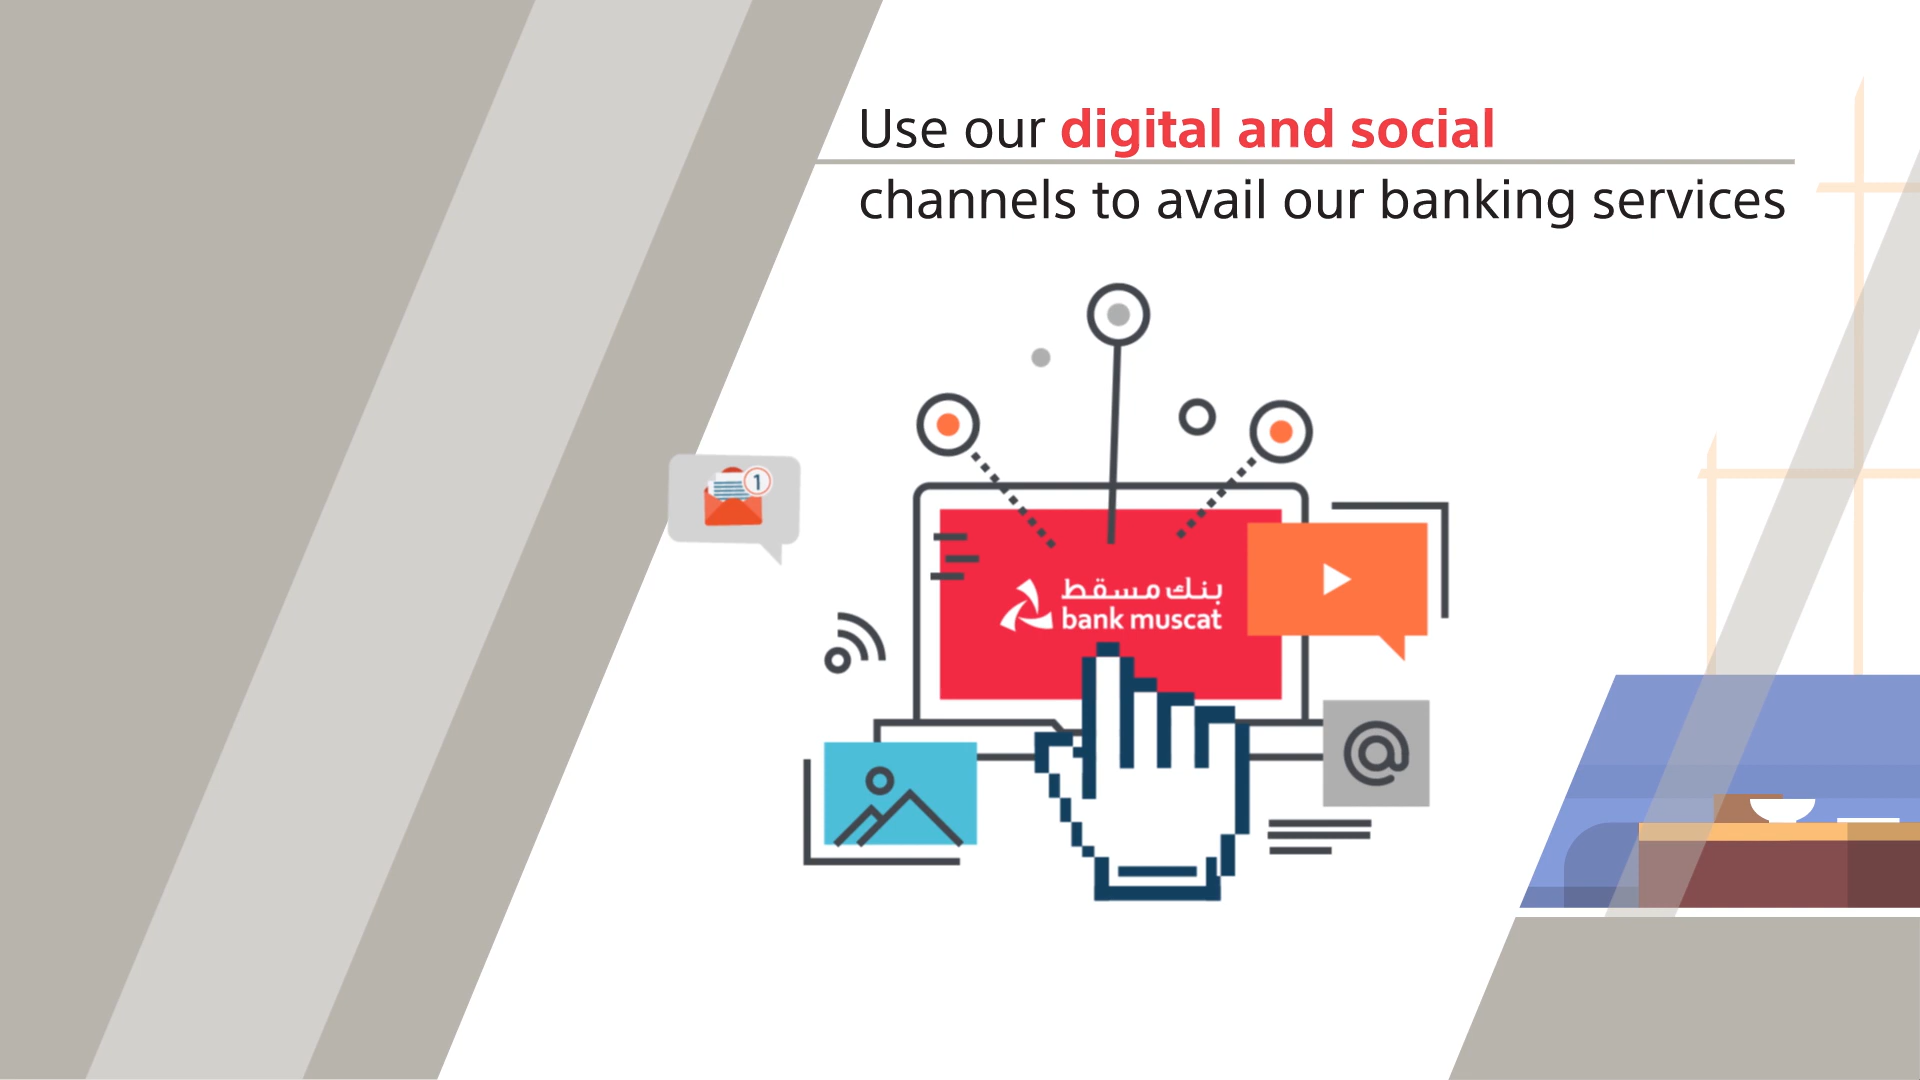 Use our digital and social
channels to avail our banking services
1
بنك مسقط
bank muscat
@